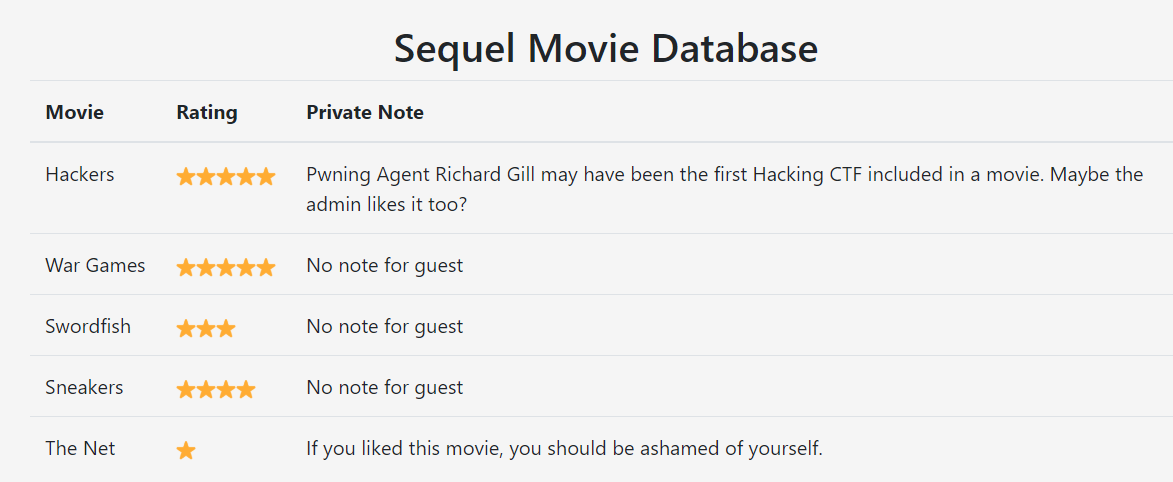 Sequel Movie Database
Movie Rating Private Note
Hackers Pwning Agent Richard Gill may have been the first Hacking CTF included in a movie. Maybe the
admin likes it too?
War Games No note for guest
Swordfish No note for guest
Sneakers No note for guest
The Net If you liked this movie, you should be ashamed of yourself.